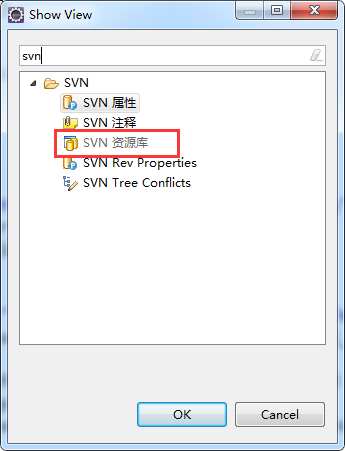 Show View
svn
SVN
SVN 属性
SVN 注释
SVN 资源库
SVN Rev Properties
SVN Tree Conflicts
OK
Cancel